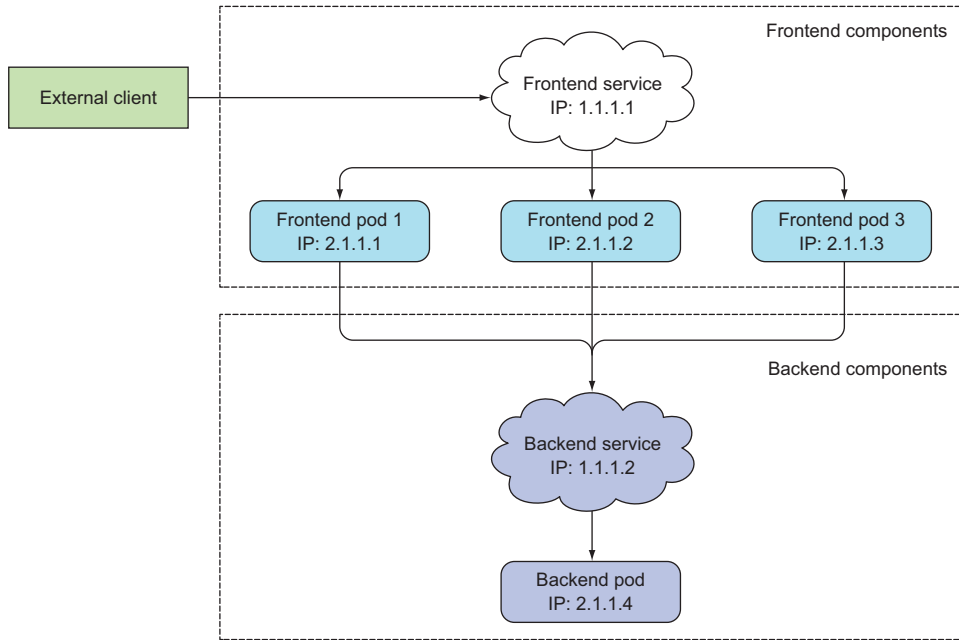 Frontend components
External client
Frontend service
IP: 1.1.1.1
Frontend pod 1
IP: 2.1.1.1
Frontend pod 2
IP: 2.1.1.2
Frontend pod 3
IP: 2.1.1.3
Backend components
Backend service
IP: 1.1.1.2
Backend pod
IP: 2.1.1.4